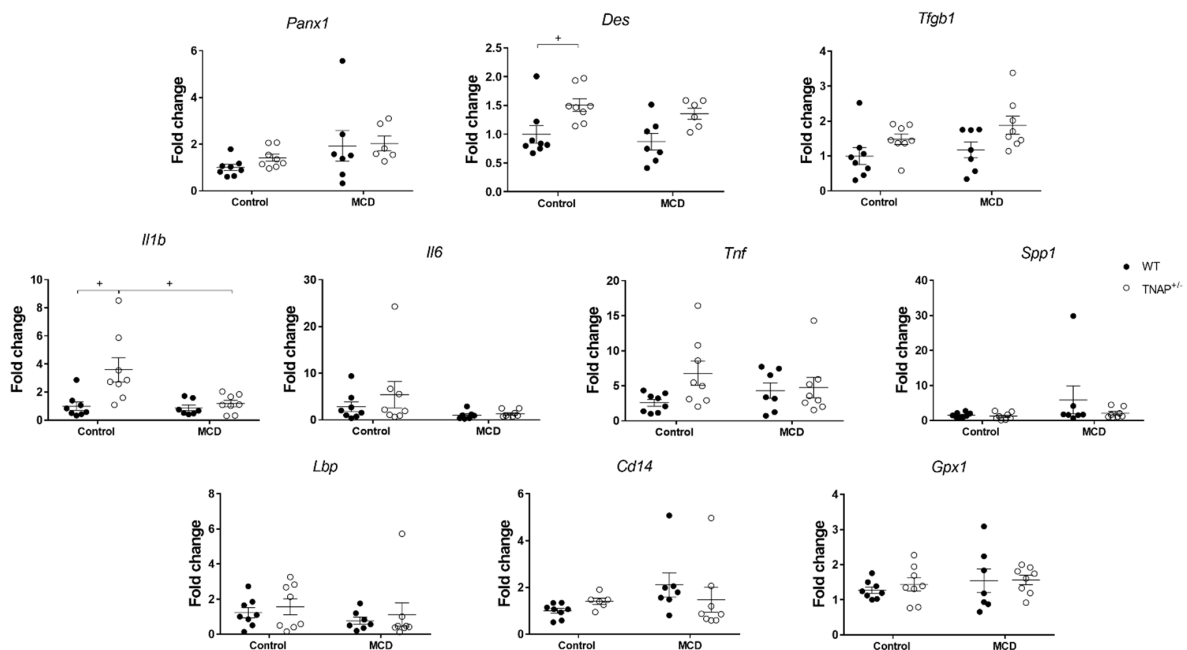 Panx1
Des
Tfgb1
Fold change
6
4
2
0
Control
MCD
Fold change
2.5
2.0
1.5
1.0
0.5
0.0
+
Control
MCD
Fold change
4
3
2
1
0
Control
MCD
Il1b
Il6
Tnf
Spp1
Fold change
10
8
6
4
2
0
+
+
Control
MCD
Fold change
30
20
10
0
Control
MCD
Fold change
20
15
10
5
0
Control
MCD
Fold change
40
30
20
10
0
Control
MCD
WT
TNAP+/-
Lbp
Cd14
Gpx1
Fold change
8
6
4
2
0
Control
MCD
Fold change
6
4
2
0
Control
MCD
Fold change
4
3
2
1
0
Control
MCD